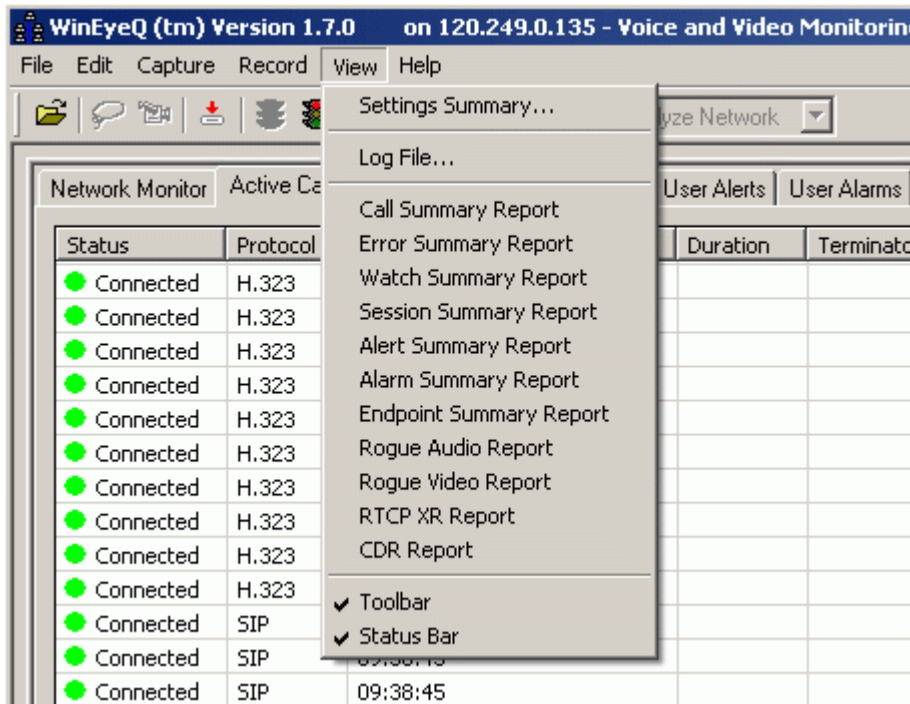 WinEyeQ (tm) Version 1.7.0 on 120.249.0.135 - Voice and Video Monitoring
File Edit Capture Record View Help
Settings Summary...
yze Network
Log File...
Network Monitor Active Ca User Alerts User Alarms
Call Summary Report
Status Protocol Error Summary Report Duration Terminato
Connected H.323 Watch Summary Report
Connected H.323 Session Summary Report
Connected H.323 Alert Summary Report
Connected H.323 Alarm Summary Report
Connected H.323 Endpoint Summary Report
Connected H.323 Rogue Audio Report
Connected H.323 Rogue Video Report
Connected H.323 RTCP XR Report
Connected H.323 CDR Report
Connected H.323 Toolbar
Connected SIP Status Bar
Connected SIP
Connected SIP 09:38:45